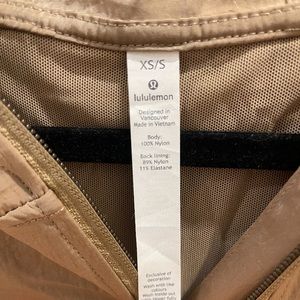 XS/S
lululemon
Designed in
Vancouver
Made in Vietnam
Body:
100% Nylon
Back lining:
89% Nylon
11% Elastane
Exclusive of
decoration
wash with like
colours
wash inside out